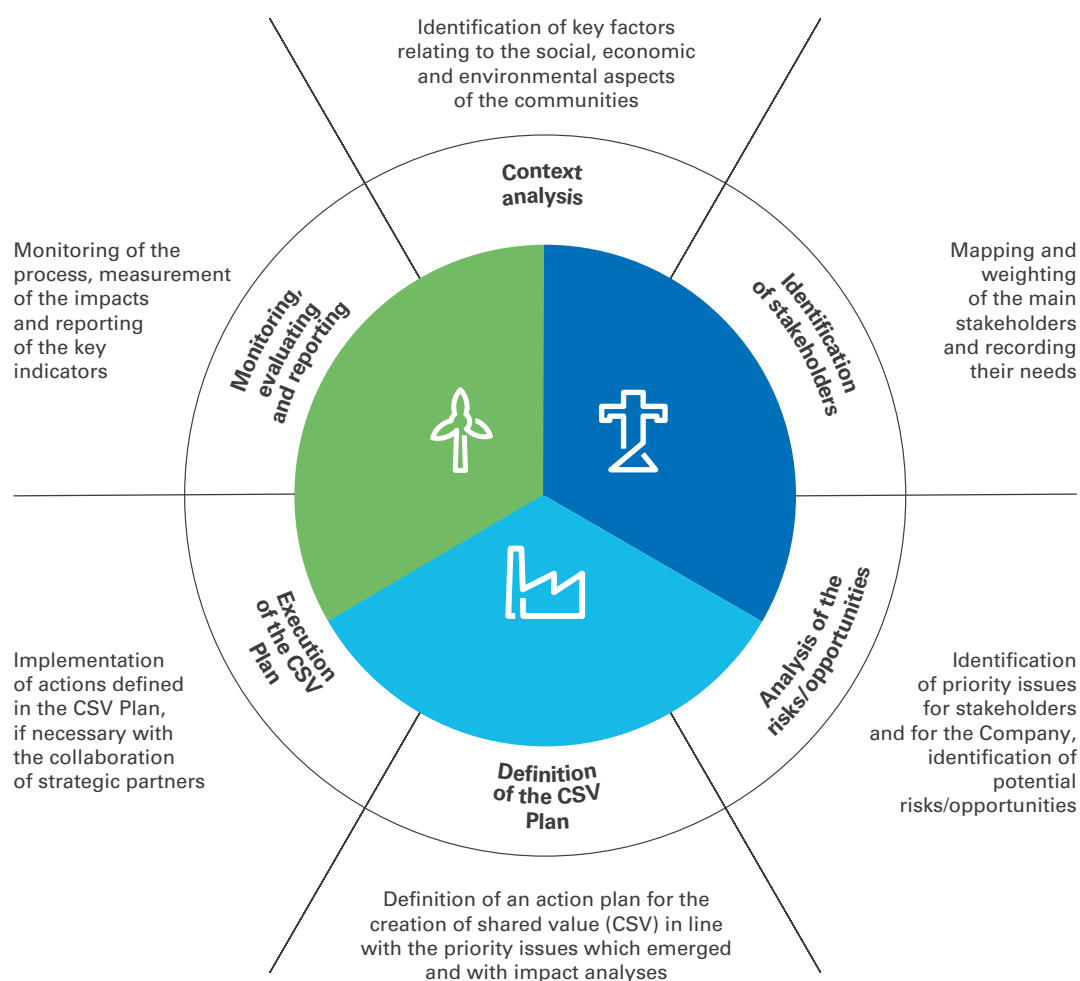 Identification of key factors
relating to the social, economic
and environmental aspects
of the communities
Context
analysis
Identification
of stakeholders
Mapping and
weighting
of the main
stakeholders
and recording
their needs
Analysis of the
risks/opportunities
Identification
of priority issues
for stakeholders
and for the Company,
identification of
potential
risks/opportunities
Definition
of the CSV
Plan
Definition of an action plan for the
creation of shared value (CSV) in line
with the priority issues which emerged
and with impact analyses
Execution
of the CSV
Plan
Implementation
of actions defined
in the CSV Plan,
if necessary with
the collaboration
of strategic partners
Monitoring,
evaluating
and reporting
Monitoring of the
process, measurement
of the impacts
and reporting
of the key
indicators